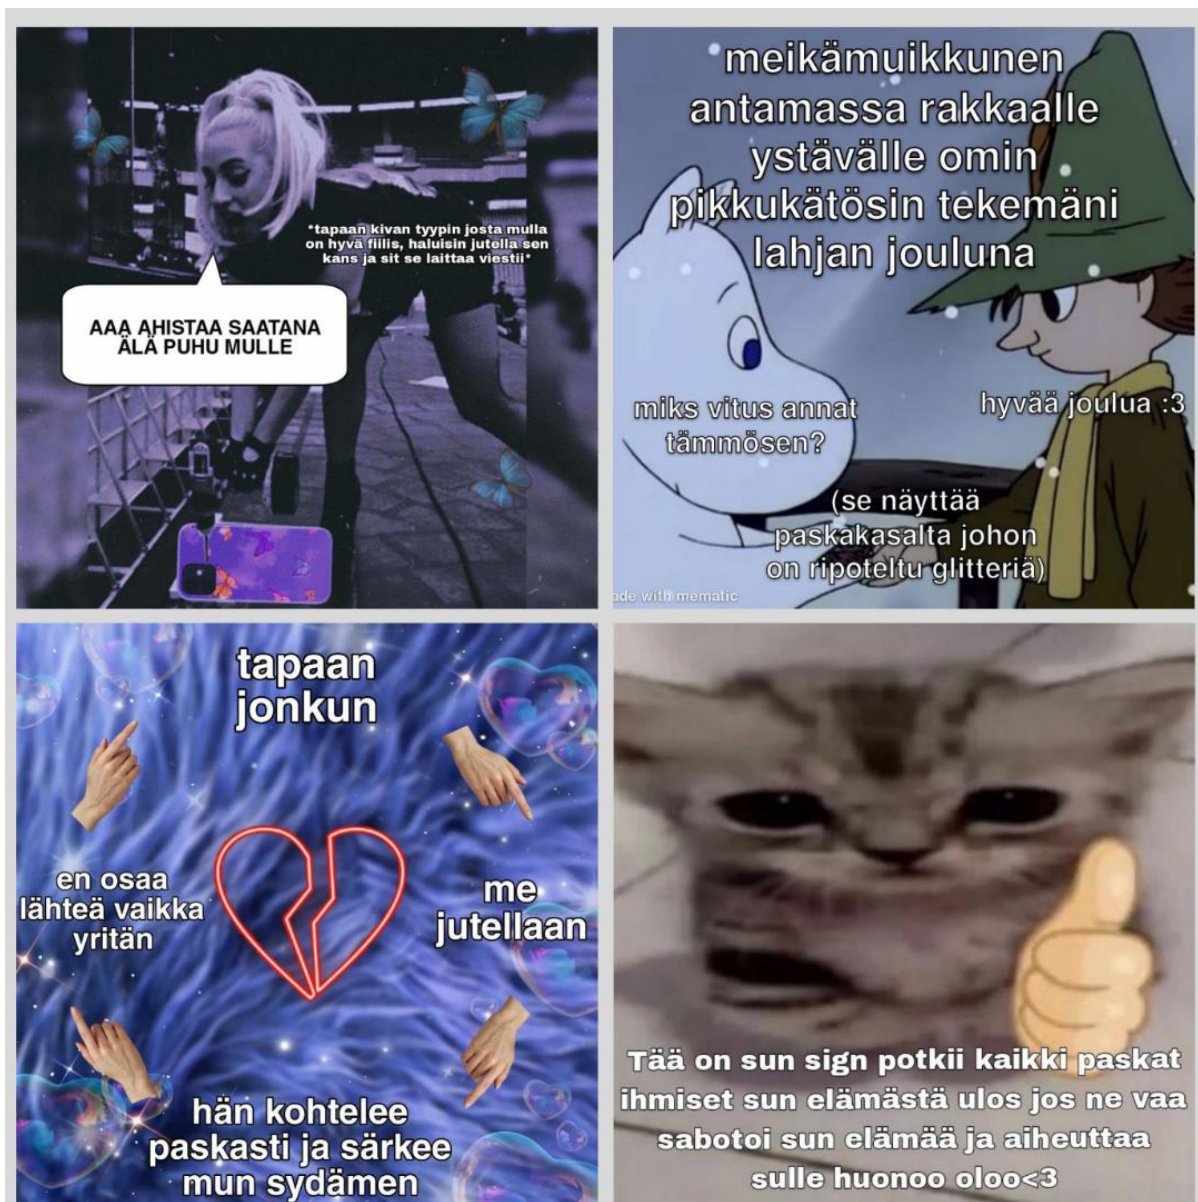 *tapaan kivan tyypin josta mulla
on hyvä fiilis, haluisin jutella sen
kans ja sit se laittaa viestii*
AAA AHISTAA SAATANA
ÄLÄ PUHU MULLE
meikämuikkunen
antamassa rakkaalle
ystävälle omin
pikkukätösin tekemäni
lahjan jouluna
miks vitus annat
tämmösen?
hyvää joulua :3
(se näyttää
paskakasalta johon
on ripoteltu glitteriä)
made with mematic
tapaan
jonkun
me
jutellaan
hän kohtelee
paskasti ja särkee
mun sydämen
en osaa
lähteä vaikka
yritän
Tää on sun sign potkii kaikki paskat
ihmiset sun elämästä ulos jos ne vaa
sabotoi sun elämää ja aiheuttaa
sulle huonoo oloo<3